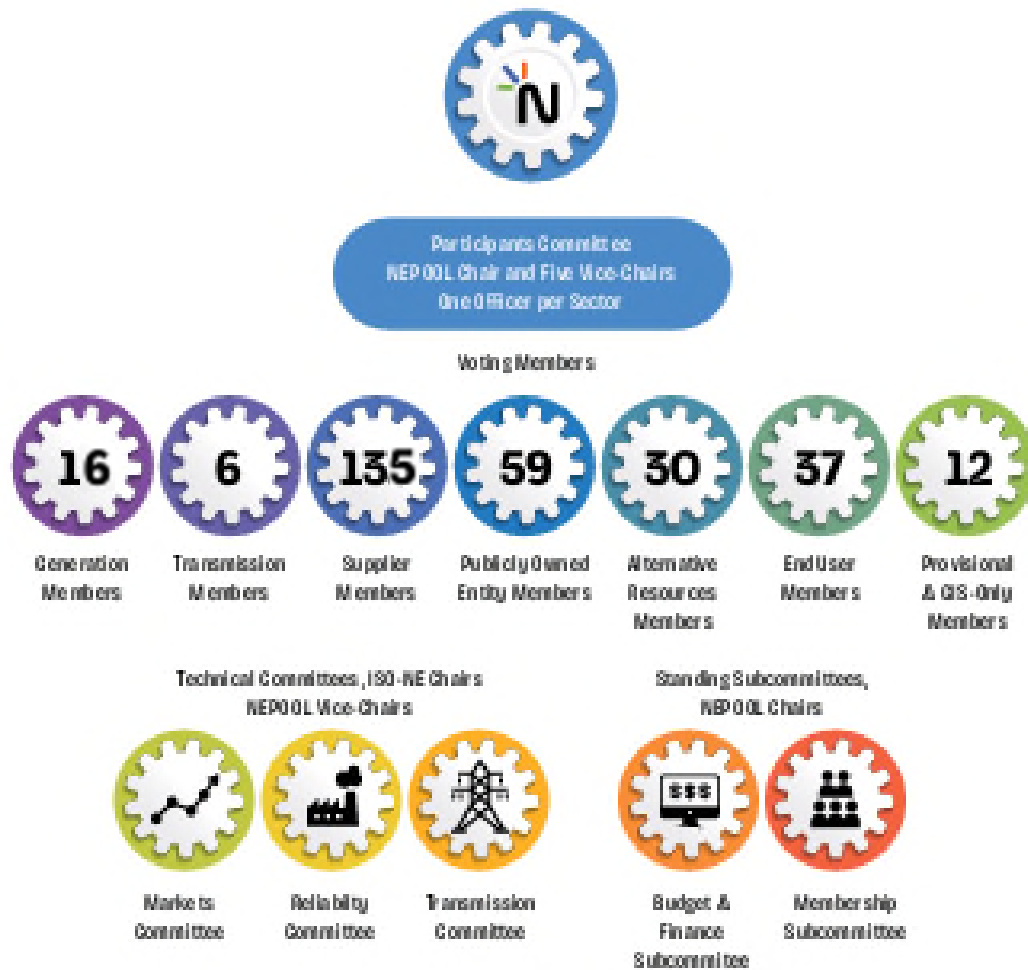 N
Participants Committee
NEPOOL Chair and Five Vice-Chairs
One Officer per Sector
Voting Members
16
6
135
59
30
37
12
Generation
Members
Transmission
Members
Supplier
Members
Publicly Owned
Entity Members
Alternative
Resources
Members
End User
Members
Provisional
& GIS-Only
Members
Technical Committees, ISO-NE Chairs
NEPOOL Vice-Chairs
Standing Subcommittees,
NEPOOL Chairs
$$$
Markets
Committee
Reliabilty
Committee
Transmission
Committee
Budget &
Finance
Subcommitee
Membership
Subcommittee